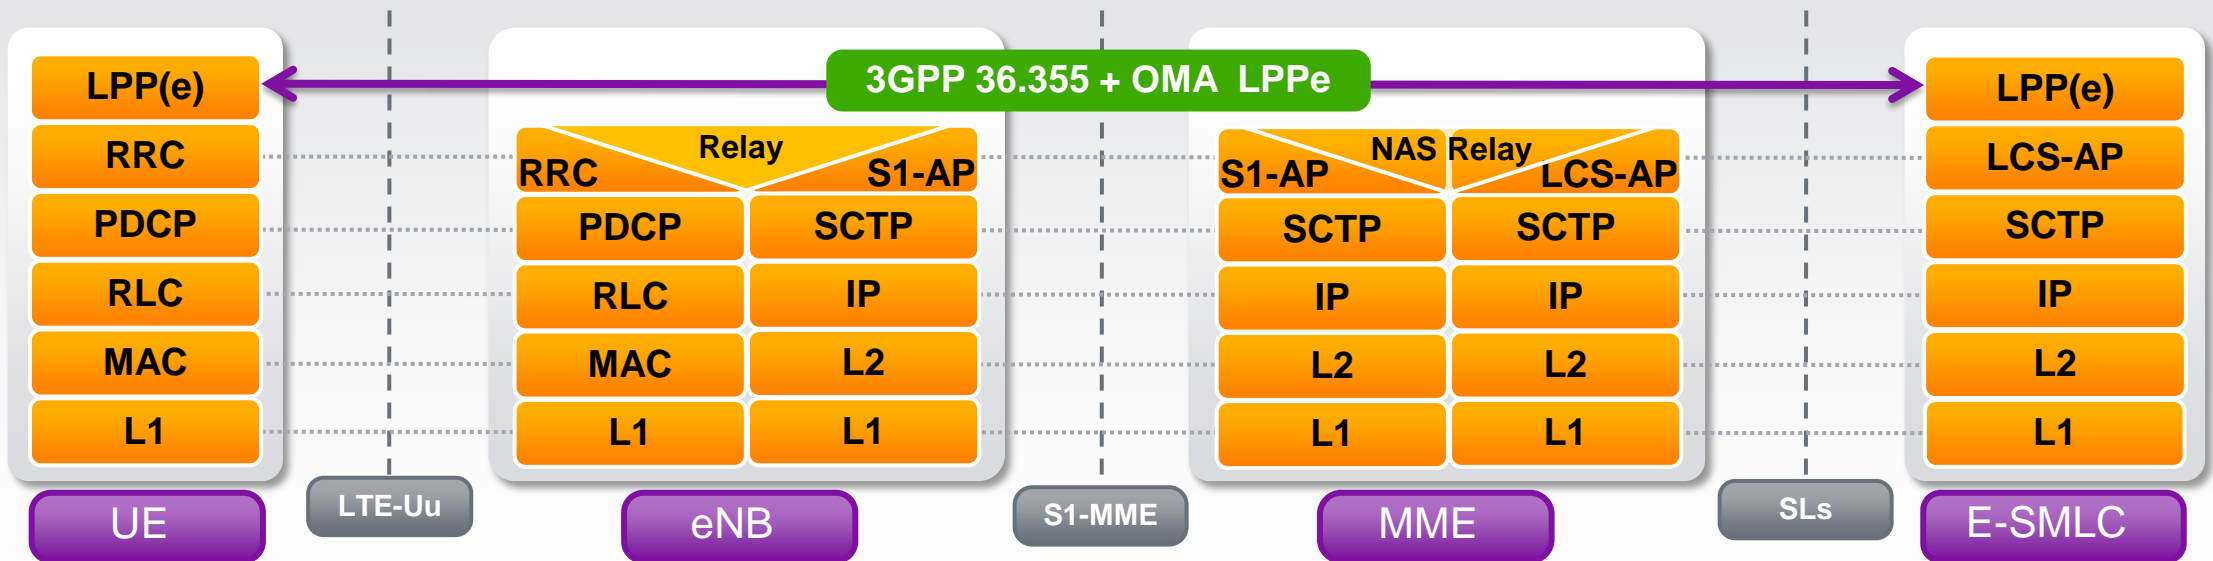 LPP(e)
RRC
PDCP
RLC
MAC
L1
UE
LTE-Uu
3GPP 36.355 + OMA LPPe
Relay
RRC
S1-AP
PDCP
SCTP
RLC
IP
MAC
L2
L1
L1
eNB
S1-MME
NAS Relay
S1-AP
LCS-AP
SCTP
SCTP
IP
IP
L2
L2
L1
L1
MME
SLs
LPP(e)
LCS-AP
SCTP
IP
L2
L1
E-SMLC